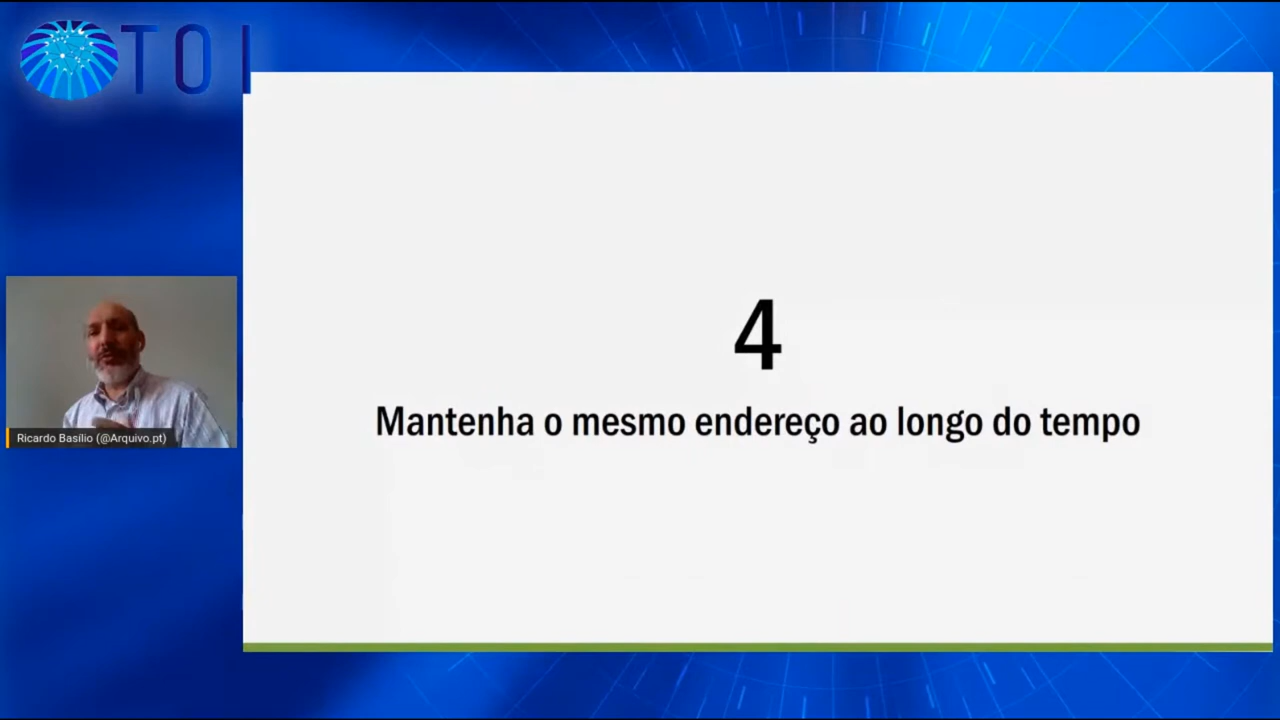 TOI
4
Mantenha o mesmo endereço ao longo do tempo
Ricardo Basílio (@Arquivo.pt)